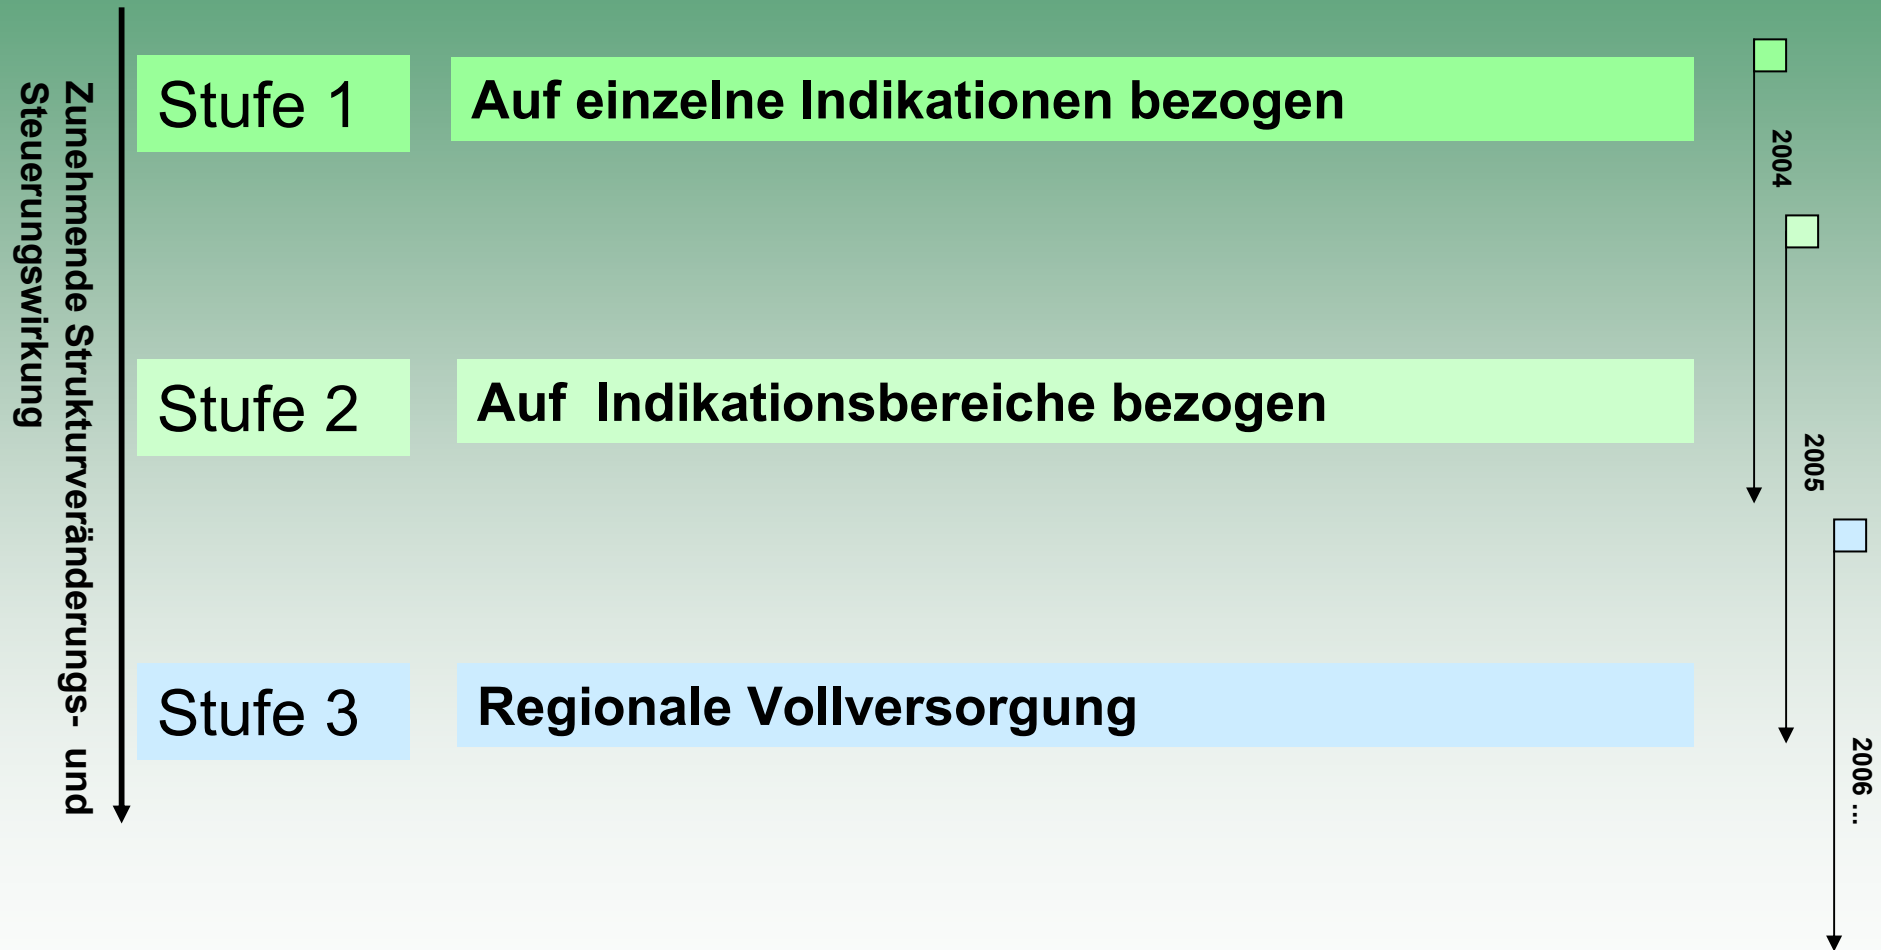 Zunehmende Strukturveränderungs- und
Steuerungswirkung
Stufe 1
Auf einzelne Indikationen bezogen
2004
Stufe 2
Auf  Indikationsbereiche bezogen
2005
Stufe 3
Regionale Vollversorgung
2006 ...